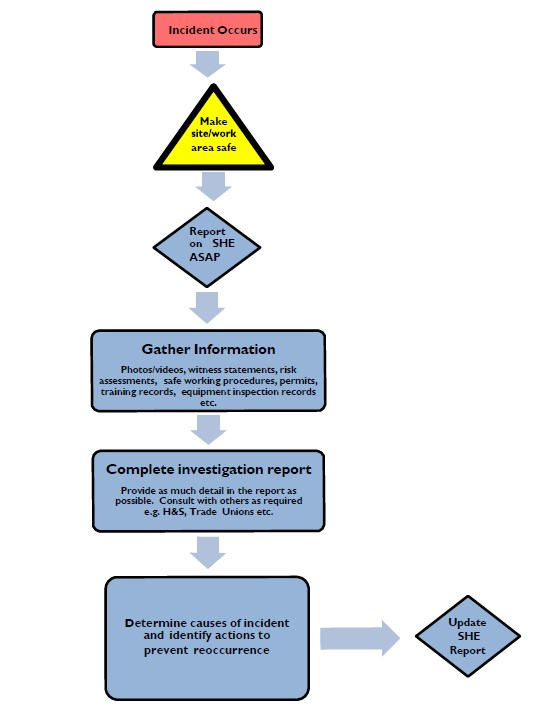 Incident Occurs
Make
site/work
area safe
Report
on SHE
ASAP
Gather Information
Photos/videos, witness statements, risk
assessments, safe working procedures, permits,
training records, equipment inspection records
etc.
Complete investigation report
Provide as much detail in the report as
possible. Consult with others as required
e.g. H&S, Trade Unions etc.
Determine causes of incident
and identify actions to
prevent reoccurrence
Update
SHE
Report